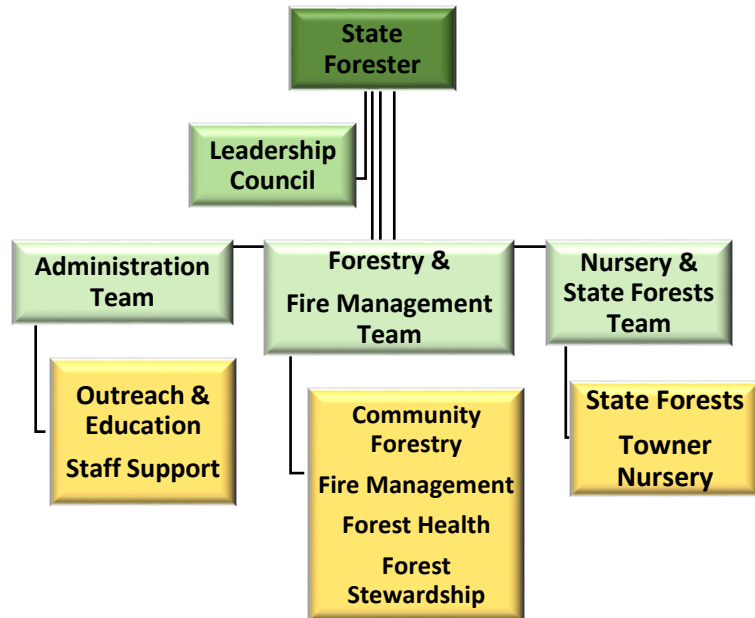 State
Forester
Leadership
Council
Administration
Team
Forestry &
Fire Management
Team
Nursery &
State Forests
Team
Outreach &
Education
Staff Support
Community
Forestry
Fire Management
Forest Health
Forest
Stewardship
State Forests
Towner
Nursery